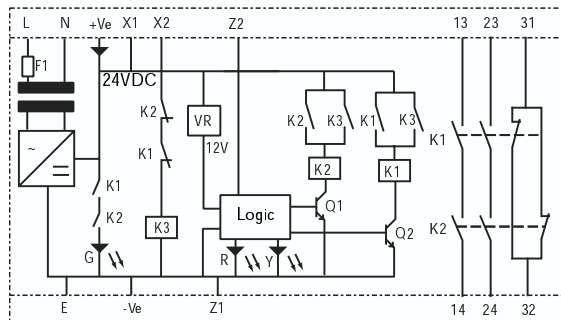 L N +Ve X1 X2 Z2 13 23 31
F1
24VDC
K2 VR K2 K3 K1 K3
K1 12V K1
K2 K1
K1
K2 K3 Logic Q1 K2
G R Y Q2
E -Ve Z1 14 24 32